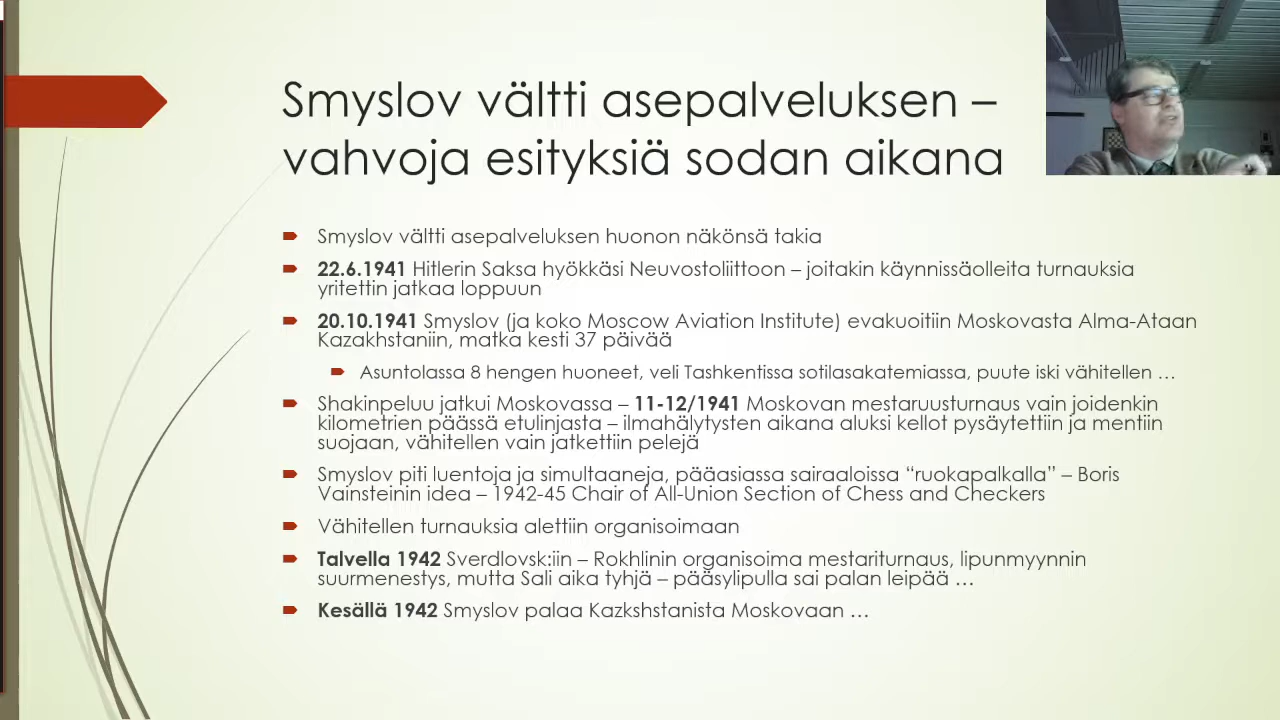 Smyslov vältti asepalveluksen –
vahvoja esityksiä sodan aikana
Smyslov vältti asepalveluksen huonon näkönsä takia
22.6.1941 Hitlerin Saksa hyökkäsi Neuvostoliittoon – joitakin käynnissäolleita turnauksia
yritettin jatkaa loppuun
20.10.1941 Smyslov (ja koko Moscow Aviation Institute) evakuoitiin Moskovasta Alma-Ataan
Kazakhstaniin, matka kesti 37 päivää
Asuntolassa 8 hengen huoneet, veli Tashkentissa sotilasakatemiassa, puute iski vähitellen …
Shakinpeluu jatkui Moskovassa – 11-12/1941 Moskovan mestaruusturnaus vain joidenkin
kilometrien päässä etulinjasta – ilmahälytysten aikana aluksi kellot pysäytettiin ja mentiin
suojaan, vähitellen vain jatkettiin pelejä
Smyslov piti luentoja ja simultaaneja, pääasiassa sairaaloissa “ruokapalkalla” – Boris
Vainsteinin idea – 1942-45 Chair of All-Union Section of Chess and Checkers
Vähitellen turnauksia alettiin organisoimaan
Talvella 1942 Sverdlovsk:iin – Rokhlinin organisoima mestariturnaus, lipunmyynnin
suurmenestys, mutta Sali aika tyhjä – pääsylipulla sai palan leipää …
Kesällä 1942 Smyslov palaa Kazkshstanista Moskovaan …